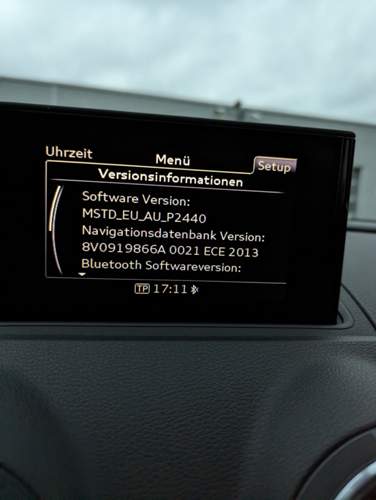 Uhrzeit
Menü
Setup
Versionsinformationen
Software Version:
MSTD_EU_AU_P2440
Navigationsdatenbank Version:
8V0919866A 0021 ECE 2013
Bluetooth Softwareversion:
TP 17:11